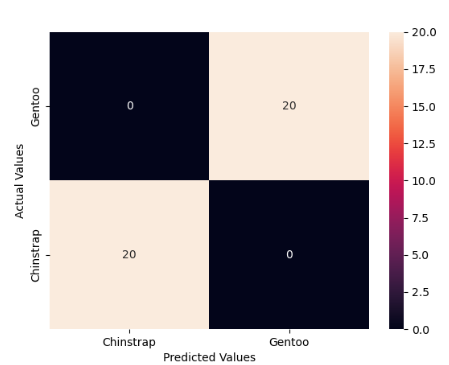 20.0
17.5
15.0
12.5
10.0
7.5
5.0
2.5
0.0
Actual Values
Gentoo
0 20
Chinstrap
20 0
Chinstrap Gentoo
Predicted Values